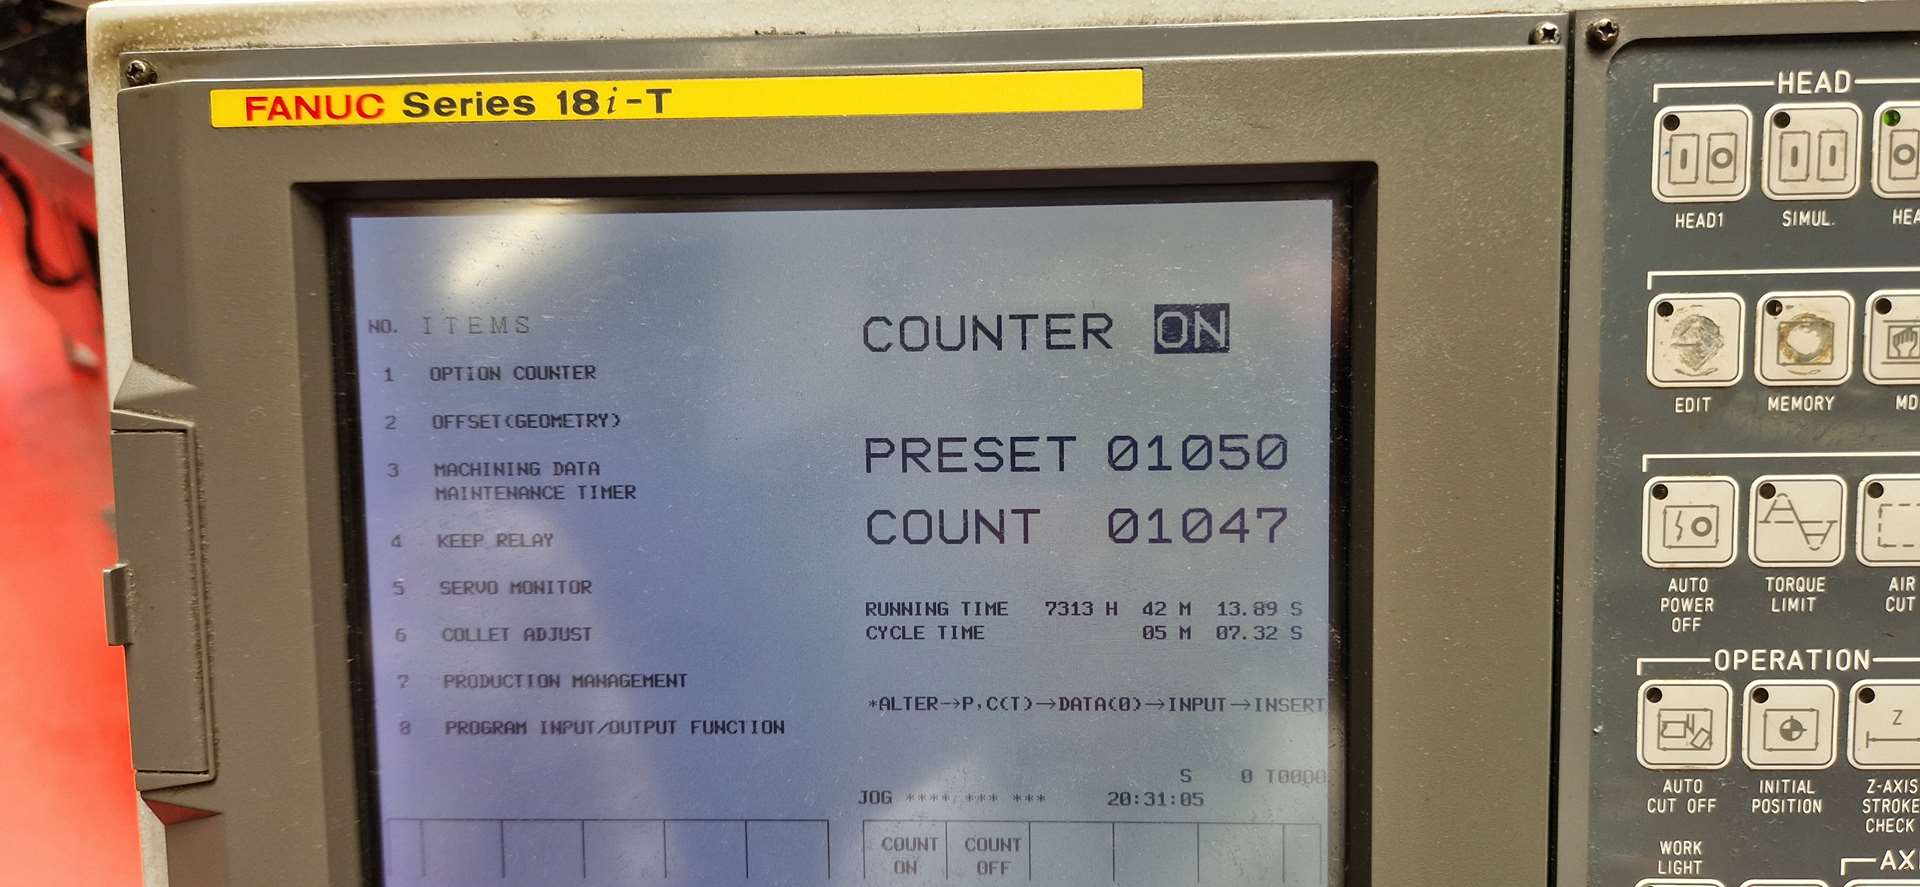 FANUC Series 18i-T
NO. ITEMS
1 OPTION COUNTER
2 OFFSET(GEOMETRY)
3 MACHINING DATA
MAINTENANCE TIMER
4 KEEP RELAY
5 SERVO MONITOR
6 COLLET ADJUST
7 PRODUCTION MANAGEMENT
8 PROGRAM INPUT/OUTPUT FUNCTION
COUNTER ON
PRESET 01050
COUNT 01047
RUNNING TIME 7313 H 42 M 13.89 S
CYCLE TIME 05 M 07.32 S
*ALTER→P,C(T)→DATA(0)→INPUT→INSERT
S 0 T0000
JOG **** *** *** 20:31:05
COUNT ON
COUNT OFF
HEAD
HEAD1
SIMUL.
HEA
EDIT
MEMORY
MD
AUTO POWER OFF
TORQUE LIMIT
AIR CUT
OPERATION
AUTO CUT OFF
INITIAL POSITION
Z
Z-AXIS STROKE CHECK
WORK LIGHT
AX